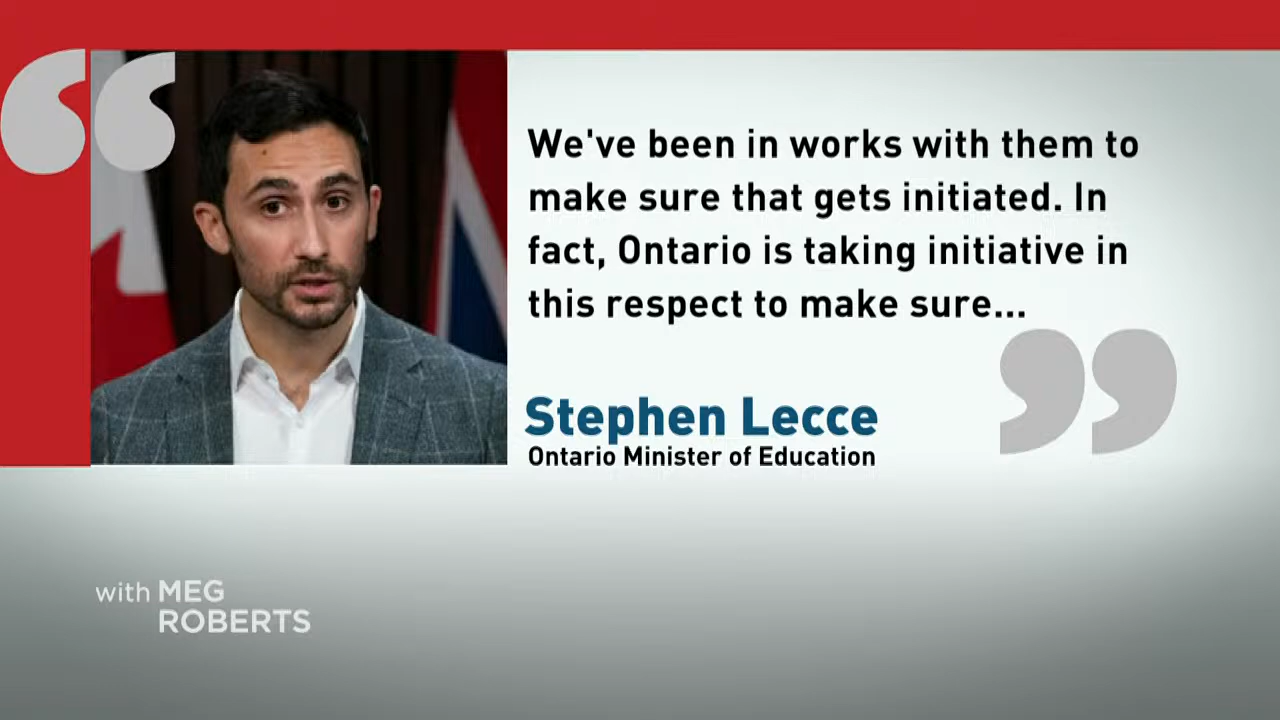 We've been in works with them to
make sure that gets initiated. In
fact, Ontario is taking initiative in
this respect to make sure...
Stephen Lecce
Ontario Minister of Education
with MEG
ROBERTS